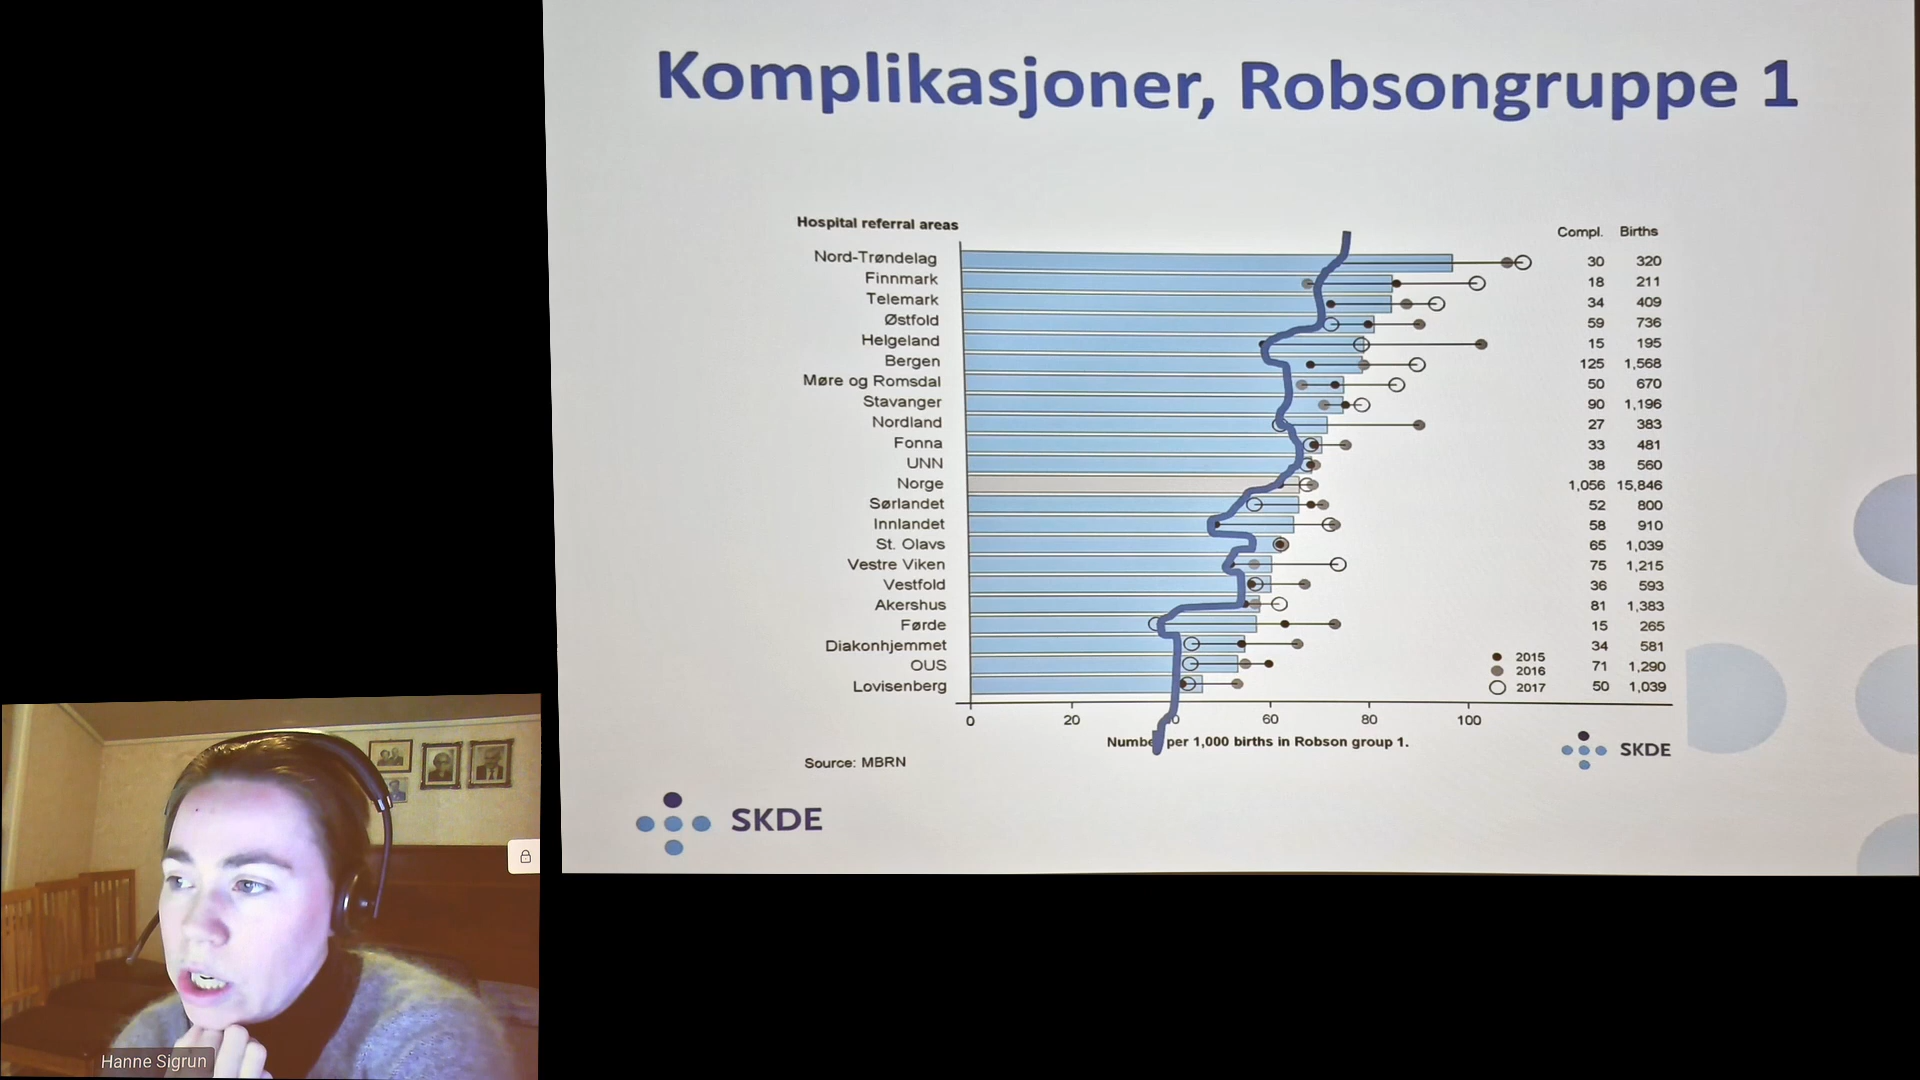 Komplikasjoner, Robsongruppe 1
Hospital referral areas Compl. Births
Nord-Trøndelag 30 320
Finnmark 18 211
Telemark 34 409
Østfold 59 736
Helgeland 15 195
Bergen 125 1,568
Møre og Romsdal 50 670
Stavanger 90 1,196
Nordland 27 383
Fonna 33 481
UNN 38 560
Norge 1,056 15,846
Sørlandet 52 800
Innlandet 58 910
St. Olavs 65 1,039
Vestre Viken 75 1,215
Vestfold 36 593
Akershus 81 1,383
Førde 15 265
Diakonhjemmet 34 581
OUS 71 1,290
Lovisenberg 50 1,039
2015
2016
2017
0 20 60 80 100
per 1,000 births in Robson group 1.
Source: MBRN
SKDE
SKDE
Hanne Sigrun